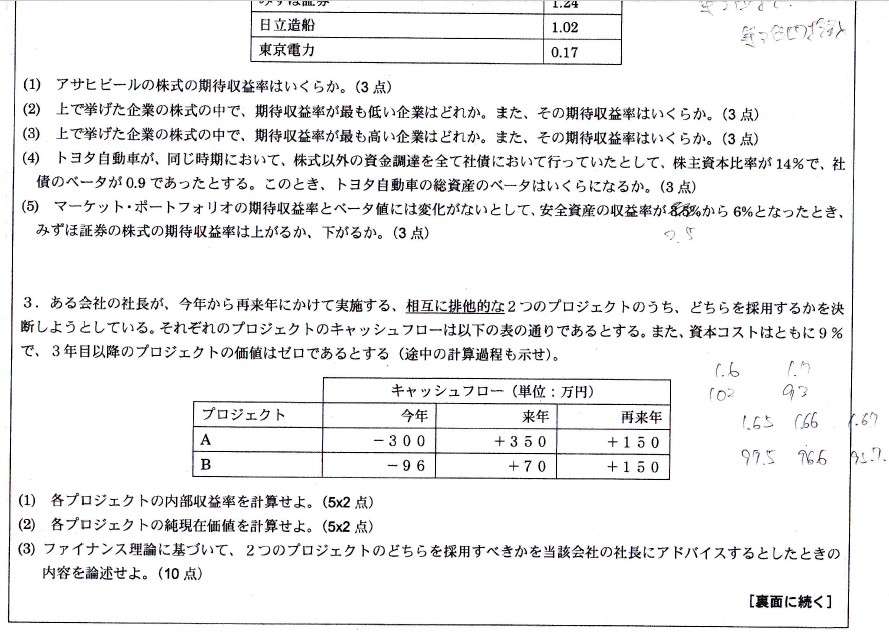 みずほ証券 1.24
日立造船 1.02
東京電力 0.17
(1) アサヒビールの株式の期待収益率はいくらか。(3点)
(2) 上で挙げた企業の株式の中で、期待収益率が最も低い企業はどれか。また、その期待収益率はいくらか。(3点)
(3) 上で挙げた企業の株式の中で、期待収益率が最も高い企業はどれか。また、その期待収益率はいくらか。(3点)
(4) トヨタ自動車が、同じ時期において、株式以外の資金調達を全て社債において行っていたとして、株主資本比率が14%で、社
債のベータが0.9であったとする。このとき、トヨタ自動車の総資産のベータはいくらになるか。(3点)
(5) マーケット・ポートフォリオの期待収益率とベータ値には変化がないとして、安全資産の収益率が から6%となったとき、
みずほ証券の株式の期待収益率は上がるか、下がるか。(3点)
3.ある会社の社長が、今年から再来年にかけて実施する、相互に排他的な2つのプロジェクトのうち、どちらを採用するかを決
断しようとしている。それぞれのプロジェクトのキャッシュフローは以下の表の通りであるとする。また、資本コストはともに9%
で、3年目以降のプロジェクトの価値はゼロであるとする(途中の計算過程も示せ)。
1.6 1.7
102 93
1.65 1.66 1.67
99.5 96.6
キャッシュフロー(単位:万円)
プロジェクト 今年 来年 再来年
A -300 +350 +150
B -96 +70 +150
(1) 各プロジェクトの内部収益率を計算せよ。(5x2点)
(2) 各プロジェクトの純現在価値を計算せよ。(5x2点)
(3) ファイナンス理論に基づいて、2つのプロジェクトのどちらを採用すべきかを当該会社の社長にアドバイスするとしたときの
内容を論述せよ。(10点)
[裏面に続く]